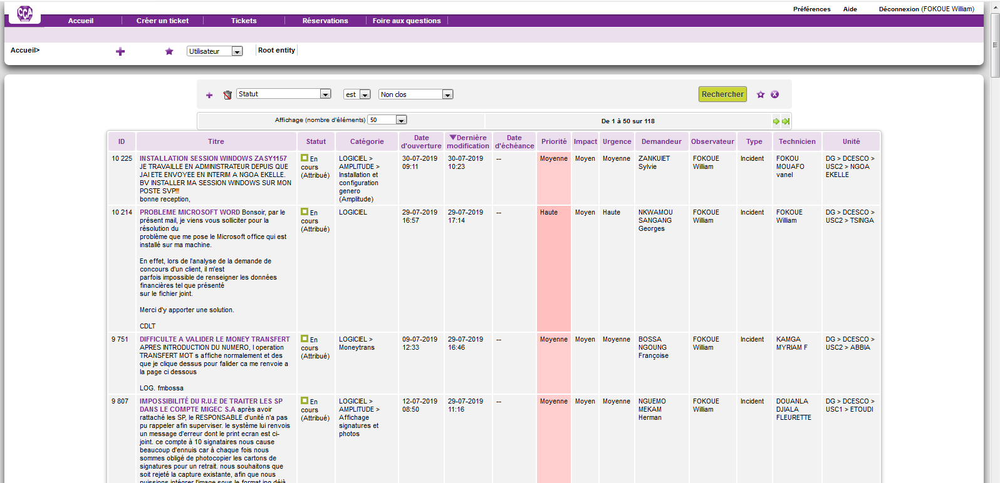 CCA
Préférences Aide Déconnexion (FOKOUE William)
Accueil Créer un ticket Tickets Réservations Foire aux questions
Accueil> Utilisateur Root entity
Statut est Non clos Rechercher
Affichage (nombre d'éléments) 50 De 1 à 50 sur 118
ID Titre Statut Catégorie Date d'ouverture Dernière modification Date d'échéance Priorité Impact Urgence Demandeur Observateur Type Technicien Unité
10 225
INSTALLATION SESSION WINDOWS ZASY1157
JE TRAVAILLE EN ADMINISTRATEUR DEPUIS QUE
JAI ETE ENVOYEE EN INTERIM A NGOA EKELLE.
BV INSTALLER MA SESSION WINDOWS SUR MON
POSTE SVP!!!
bonne reception,
En
cours
(Attribué)
LOGICIEL >
AMPLITUDE >
Installation et
configuration
genero
(Amplitude)
30-07-2019
09:11
30-07-2019
10:23
--
Moyenne
Moyen
Moyenne
ZANKUIET
Sylvie
FOKOUE
William
Incident
FOKOU
MOUAFO
vanel
DG > DCESCO >
USC2 > NGOA
EKELLE
10 214
PROBLEME MICROSOFT WORD Bonsoir, par le
présent mail, je viens vous solliciter pour la
résolution du
problème que me pose le Microsoft office qui est
installé sur ma machine.
En effet, lors de l'analyse de la demande de
concours d'un client, il m'est
parfois impossible de renseigner les données
financières tel que présenté
sur le fichier joint.
Merci d'y apporter une solution.
CDLT
En
cours
(Attribué)
LOGICIEL
29-07-2019
16:57
29-07-2019
17:14
--
Haute
Moyen
Haute
NKWAMOU
SANGANG
Georges
FOKOUE
William
Incident
FOKOUE
William
DG > DCESCO >
USC2 > TSINGA
9 751
DIFFICULTE A VALIDER LE MONEY TRANSFERT
APRES INTRODUCTION DU NUMERO, l operation
TRANSFERT MOT s affiche normalement et des
que je clique dessus pour falider ca me renvoie a
la page ci dessous
LOG. fmbossa
En
cours
(Attribué)
LOGICIEL >
Moneytrans
09-07-2019
12:33
29-07-2019
16:46
--
Moyenne
Moyen
Moyenne
BOSSA
NGOUNG
Françoise
FOKOUE
William
Incident
KAMGA
MYRIAM F
DG > DCESCO >
USC2 > ABBIA
9 807
IMPOSSIBILITÉ DU R.U.E DE TRAITER LES SP
DANS LE COMPTE MIGEC S.A après avoir
rattaché les SP, le RESPONSABLE d'unité n'a pas
pu rappeler afin superviser. le système lui renvois
un message d'erreur dont le print ecran est ci-
joint. ce compte à 10 signataires nous cause
beaucoup d'ennuis car à chaque fois nous
sommes obligé de photocopier les cartons de
signatures pour un retrait. nous souhaitons que
soit rejeté la capture existante, afin que nous
puissions intégrer l'image sous le format jpg déjà
En
cours
(Attribué)
LOGICIEL >
AMPLITUDE >
Affichage
signatures et
photos
12-07-2019
08:50
29-07-2019
11:16
--
Moyenne
Moyen
Moyenne
NGUEMO
MEKAM
Herman
FOKOUE
William
Incident
DOUANLA
DJIALA
FLEURETTE
DG > DCESCO >
USC1 > ETOUDI